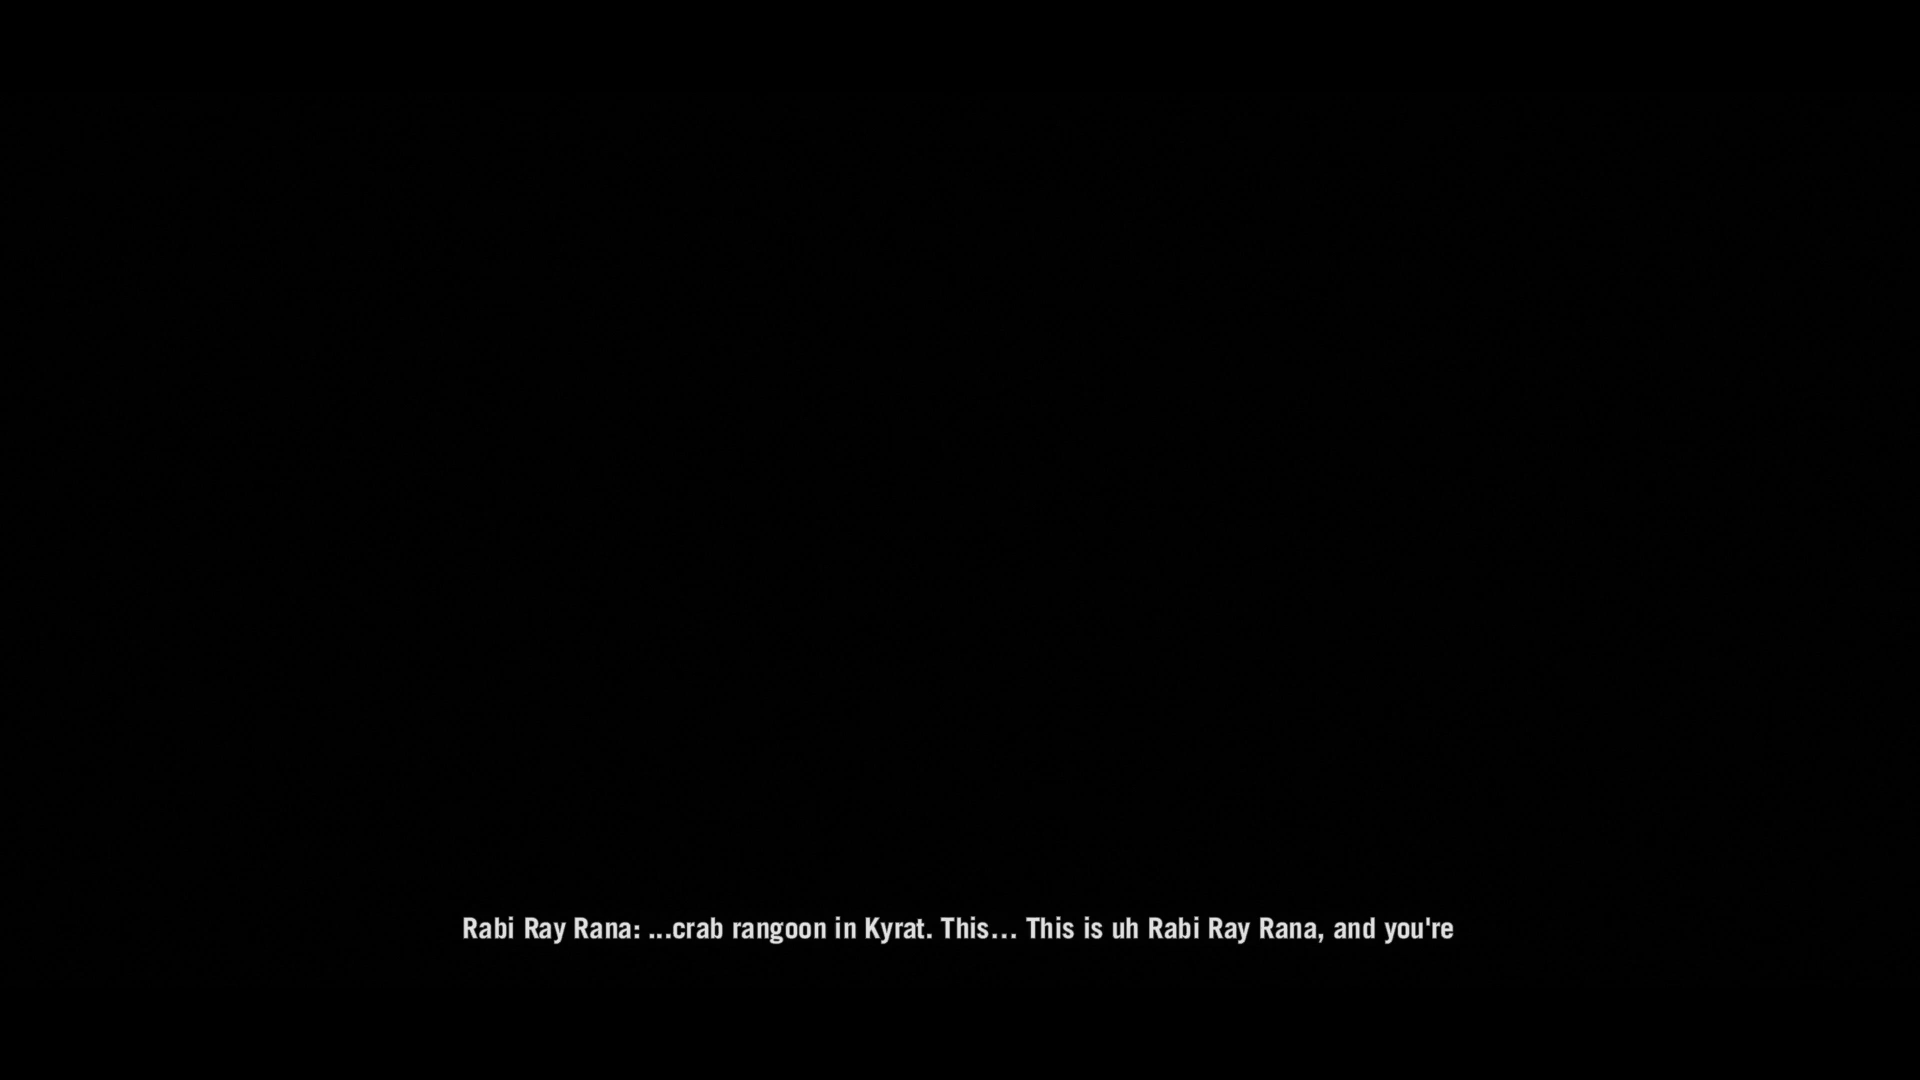 Rabi Ray Rana: ...crab rangoon in Kyrat. This... This is uh Rabi Ray Rana, and you're